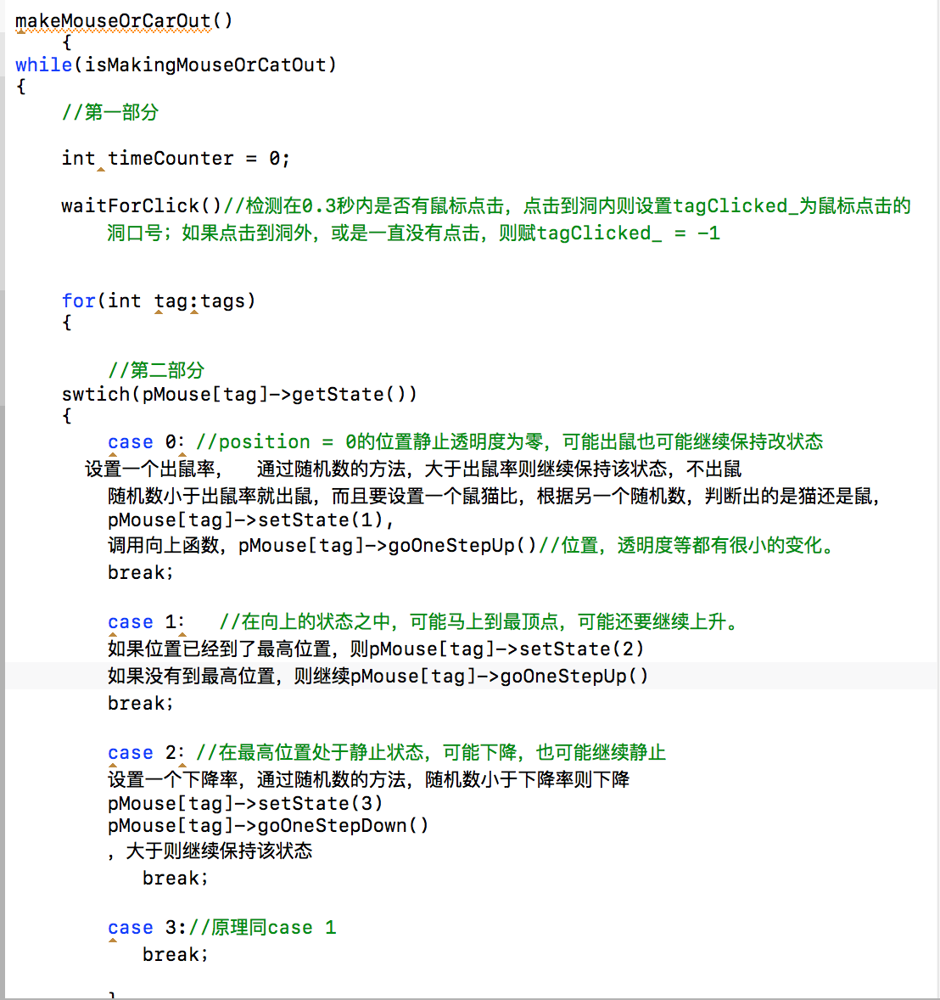 makeMouseOrCarOut()
{
while(isMakingMouseOrCatOut)
{
//第一部分
int timeCounter = 0;
waitForClick()//检测在0.3秒内是否有鼠标点击，点击到洞内则设置tagClicked_为鼠标点击的
洞口号；如果点击到洞外，或是一直没有点击，则赋tagClicked_ = -1
for(int tag:tags)
{
//第二部分
swtich(pMouse[tag]->getState())
{
case 0: //position = 0的位置静止透明度为零，可能出鼠也可能继续保持改状态
设置一个出鼠率， 通过随机数的方法，大于出鼠率则继续保持该状态，不出鼠
随机数小于出鼠率就出鼠，而且要设置一个鼠猫比，根据另一个随机数，判断出的是猫还是鼠，
pMouse[tag]->setState(1),
调用向上函数，pMouse[tag]->goOneStepUp()//位置，透明度等都有很小的变化。
break;
case 1: //在向上的状态之中，可能马上到最顶点，可能还要继续上升。
如果位置已经到了最高位置，则pMouse[tag]->setState(2)
如果没有到最高位置，则继续pMouse[tag]->goOneStepUp()
break;
case 2: //在最高位置处于静止状态，可能下降，也可能继续静止
设置一个下降率，通过随机数的方法，随机数小于下降率则下降
pMouse[tag]->setState(3)
pMouse[tag]->goOneStepDown()
，大于则继续保持该状态
break;
case 3://原理同case 1
break;
}